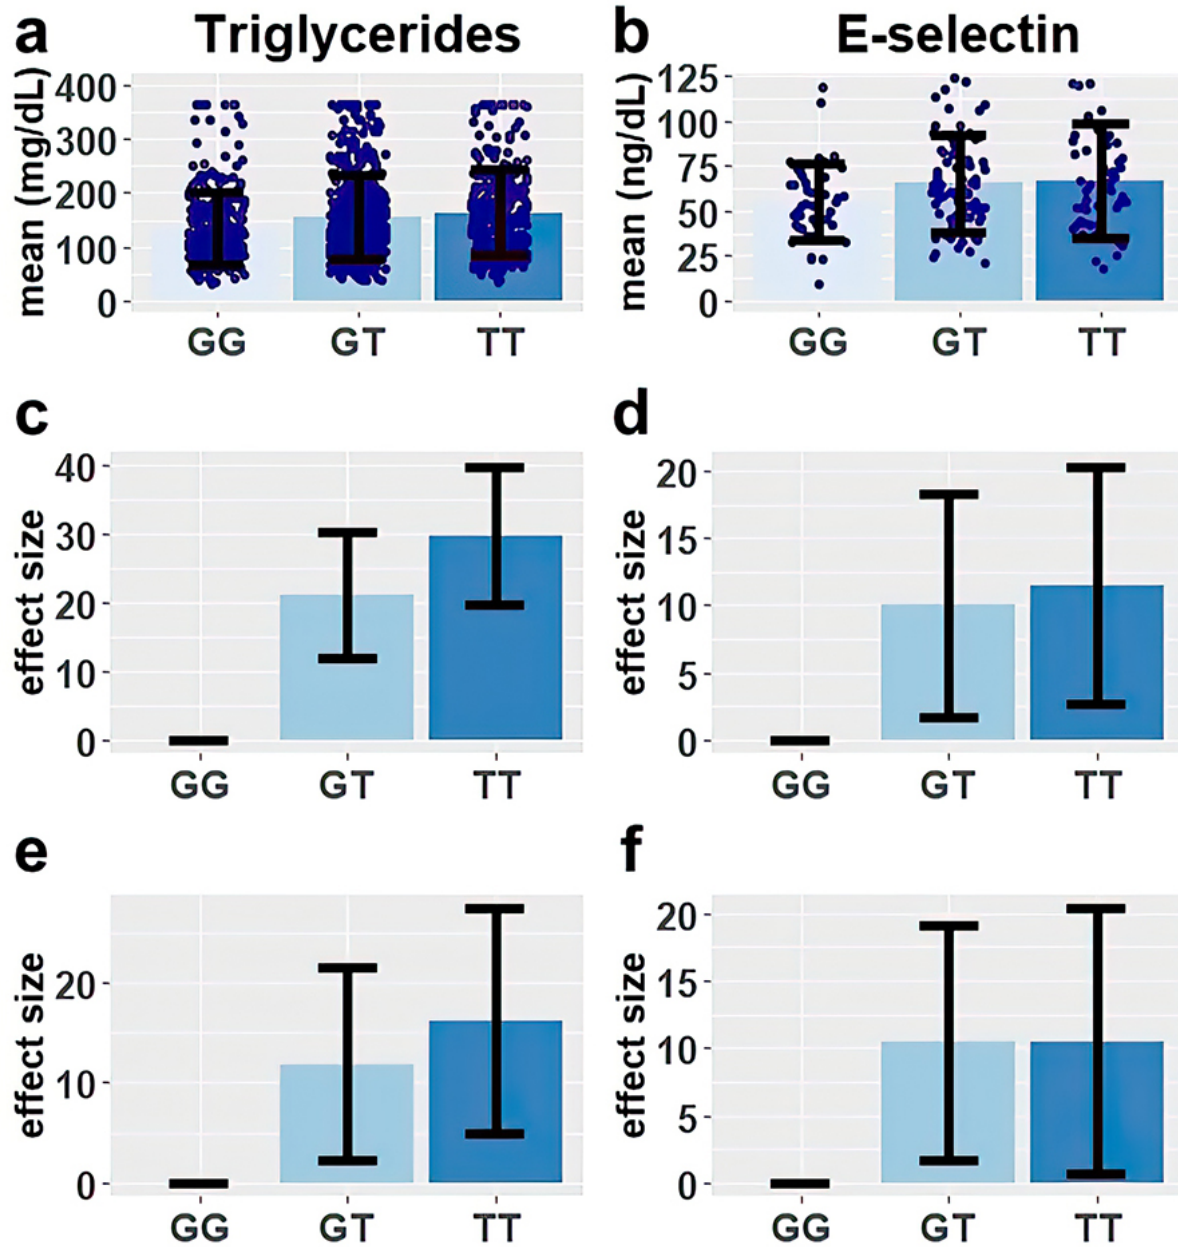 a Triglycerides
mean (mg/dL)
400
300
200
100
0
GG GT TT
b E-selectin
mean (ng/dL)
125
100
75
50
25
0
GG GT TT
c
effect size
40
30
20
10
0
GG GT TT
d
effect size
20
15
10
5
0
GG GT TT
e
effect size
20
10
0
GG GT TT
f
effect size
20
15
10
5
0
GG GT TT